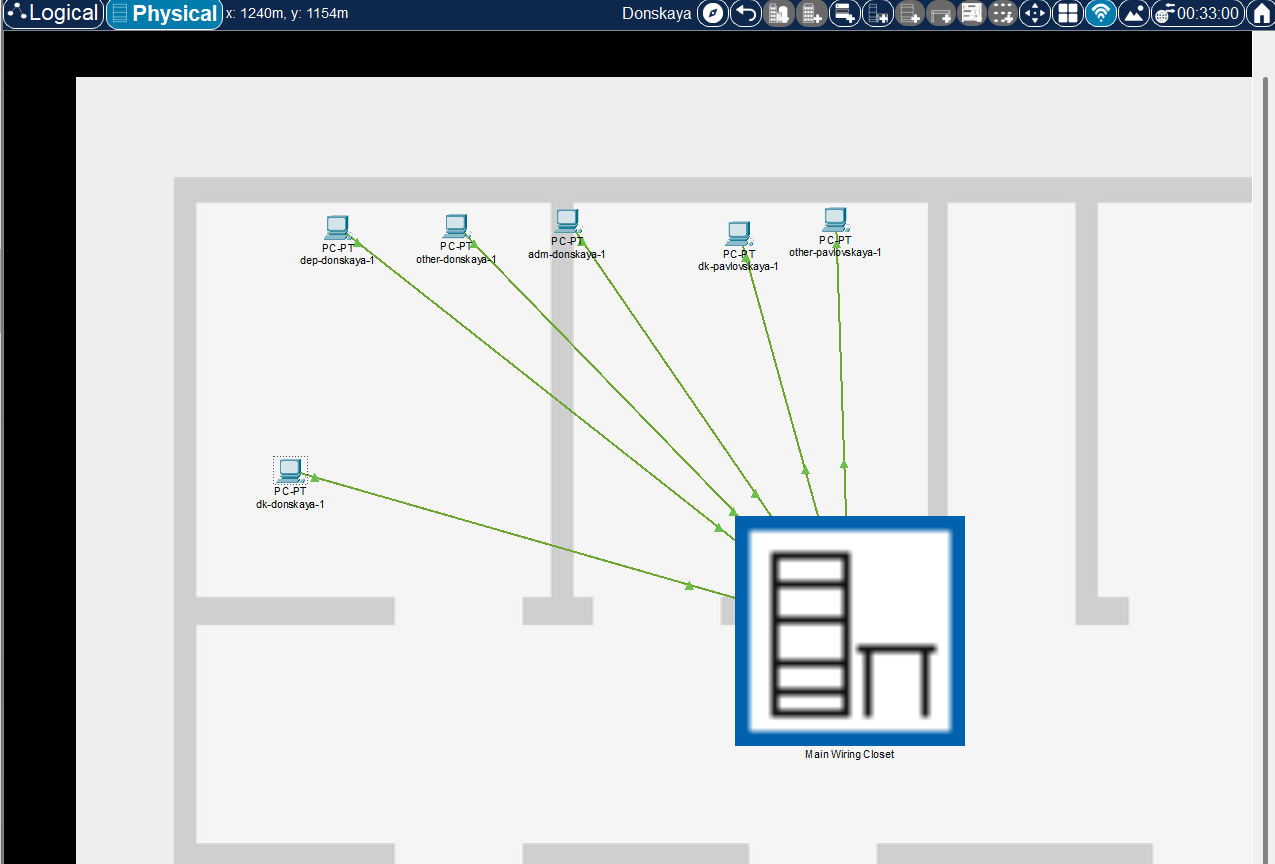 Logical
Physical
x: 1240m, y: 1154m
Donskaya
00:33:00
PC-PT
dep-donskaya-1
PC-PT
other-donskaya-1
PC-PT
adm-donskaya-1
PC-PT
dk-pavlovskaya-1
PC-PT
other-pavlovskaya-1
PC-PT
dk-donskaya-1
Main Wiring Closet